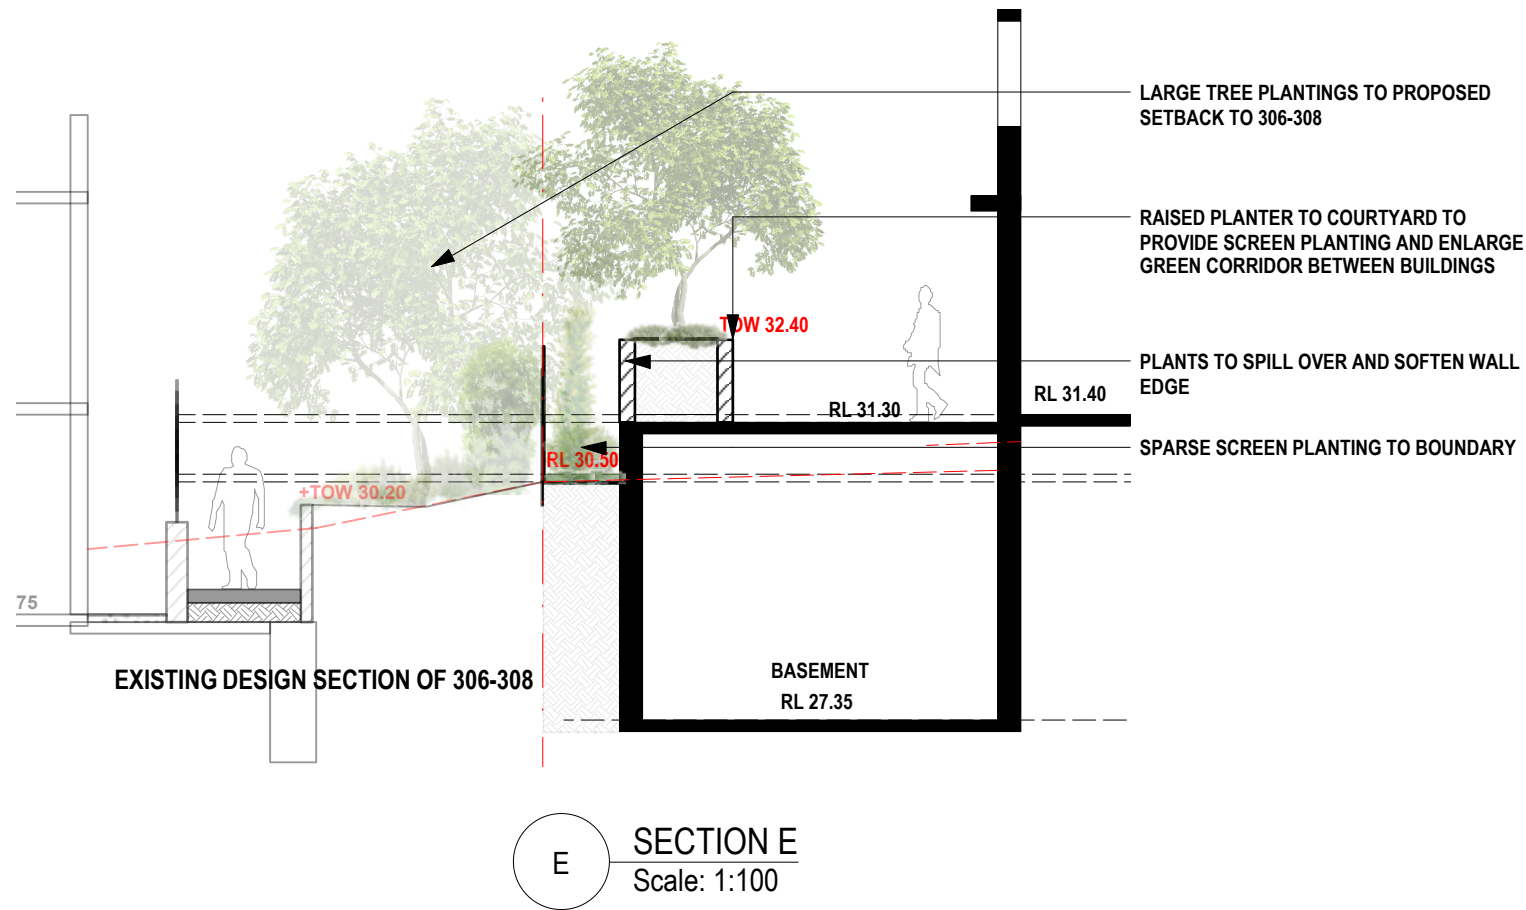 LARGE TREE PLANTINGS TO PROPOSED
SETBACK TO 306-308
RAISED PLANTER TO COURTYARD TO
PROVIDE SCREEN PLANTING AND ENLARGE
GREEN CORRIDOR BETWEEN BUILDINGS
TOW 32.40
PLANTS TO SPILL OVER AND SOFTEN WALL
EDGE
RL 31.30
RL 31.40
SPARSE SCREEN PLANTING TO BOUNDARY
RL 30.50
+TOW 30.20
75
EXISTING DESIGN SECTION OF 306-308
BASEMENT
RL 27.35
E
SECTION E
Scale: 1:100